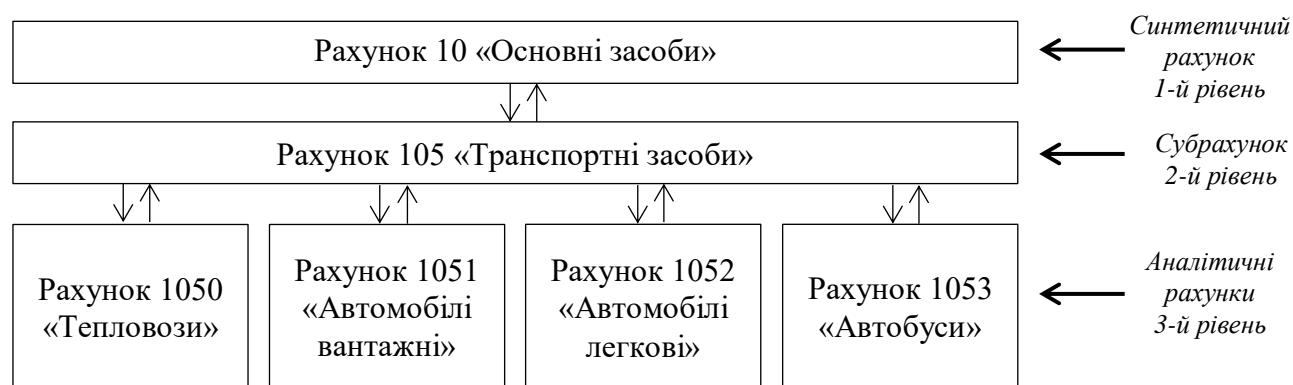 Рахунок 10 «Основні засоби»
Синтетичний
рахунок
1-й рівень
Рахунок 105 «Транспортні засоби»
Субрахунок
2-й рівень
Рахунок 1050
«Тепловози»
Рахунок 1051
«Автомобілі
вантажні»
Рахунок 1052
«Автомобілі
легкові»
Рахунок 1053
«Автобуси»
Аналітичні
рахунки
3-й рівень